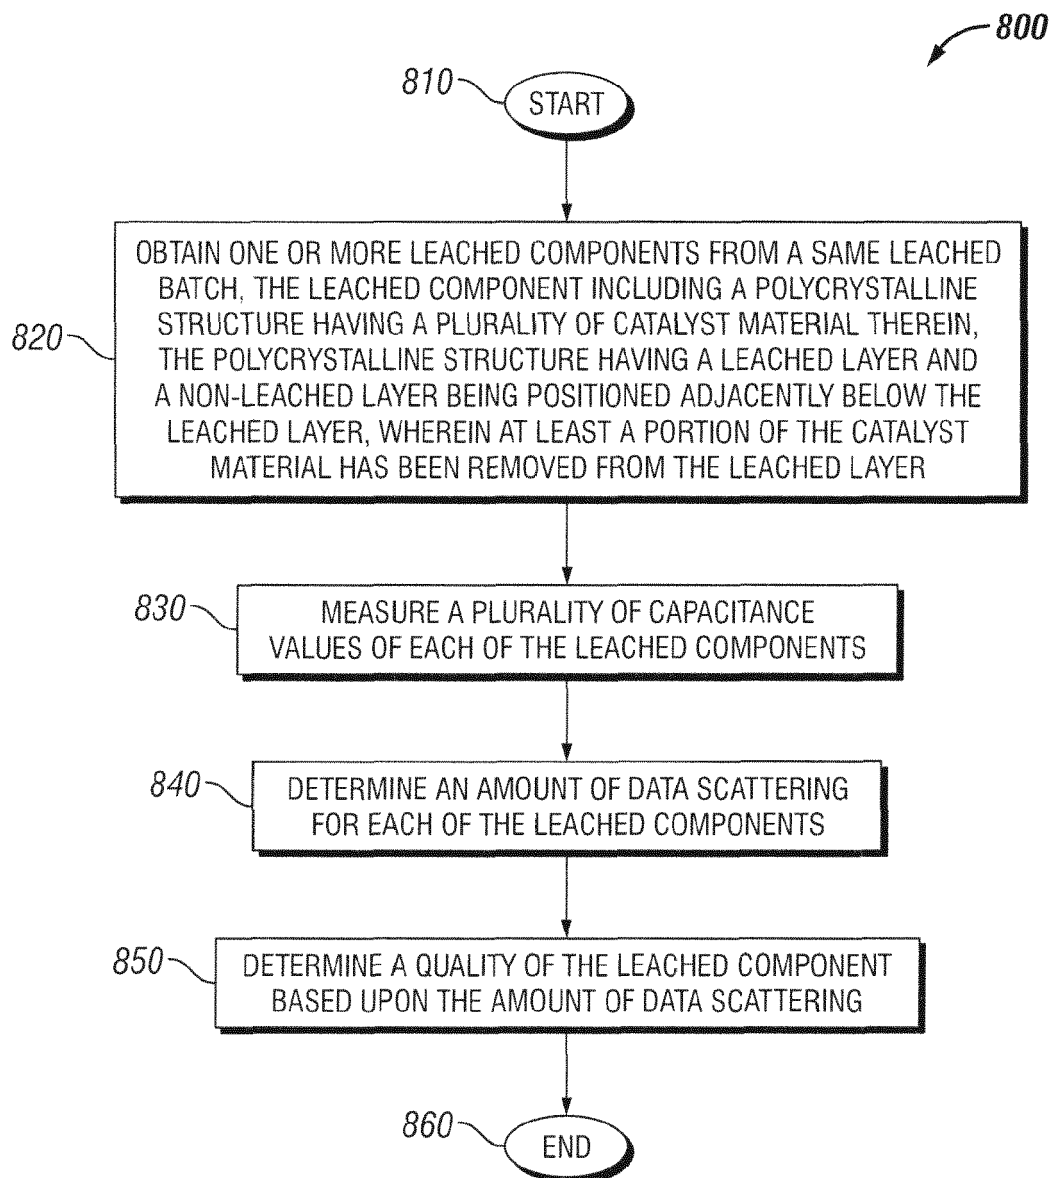 800
810
START
820
OBTAIN ONE OR MORE LEACHED COMPONENTS FROM A SAME LEACHED
BATCH, THE LEACHED COMPONENT INCLUDING A POLYCRYSTALLINE
STRUCTURE HAVING A PLURALITY OF CATALYST MATERIAL THEREIN,
THE POLYCRYSTALLINE STRUCTURE HAVING A LEACHED LAYER AND
A NON-LEACHED LAYER BEING POSITIONED ADJACENTLY BELOW THE
LEACHED LAYER, WHEREIN AT LEAST A PORTION OF THE CATALYST
MATERIAL HAS BEEN REMOVED FROM THE LEACHED LAYER
830
MEASURE A PLURALITY OF CAPACITANCE
VALUES OF EACH OF THE LEACHED COMPONENTS
840
DETERMINE AN AMOUNT OF DATA SCATTERING
FOR EACH OF THE LEACHED COMPONENTS
850
DETERMINE A QUALITY OF THE LEACHED COMPONENT
BASED UPON THE AMOUNT OF DATA SCATTERING
860
END